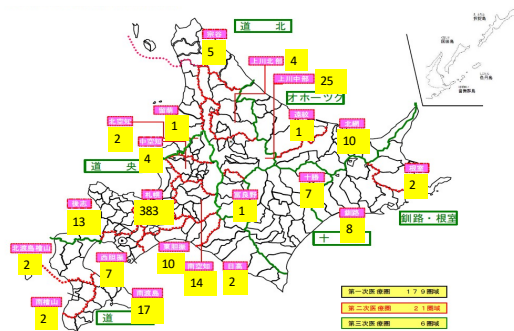 道 北
宗谷
5
上川北部
4
上川中部
25
オホーツク
遠紋
1
北網
10
留萌
1
北空知
2
中空知
4
道 央
根室
2
十勝
7
釧路
8
釧路・根室
十
札幌
383
後志
13
富良野
1
北渡島檜山
2
西胆振
7
東胆振
10
南空知
14
日高
2
南檜山
2
南渡島
17
道
第一次医療圏 179圏域
第二次医療圏 21圏域
第三次医療圏 6圏域